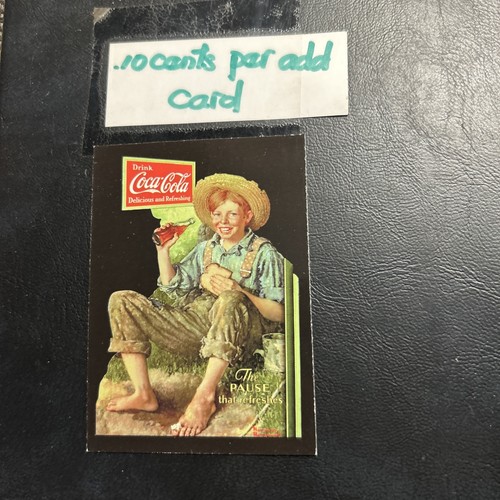 .10 cents per add
card
Drink
Coca-Cola
Delicious and Refreshing
The
PAUSE
that refreshes